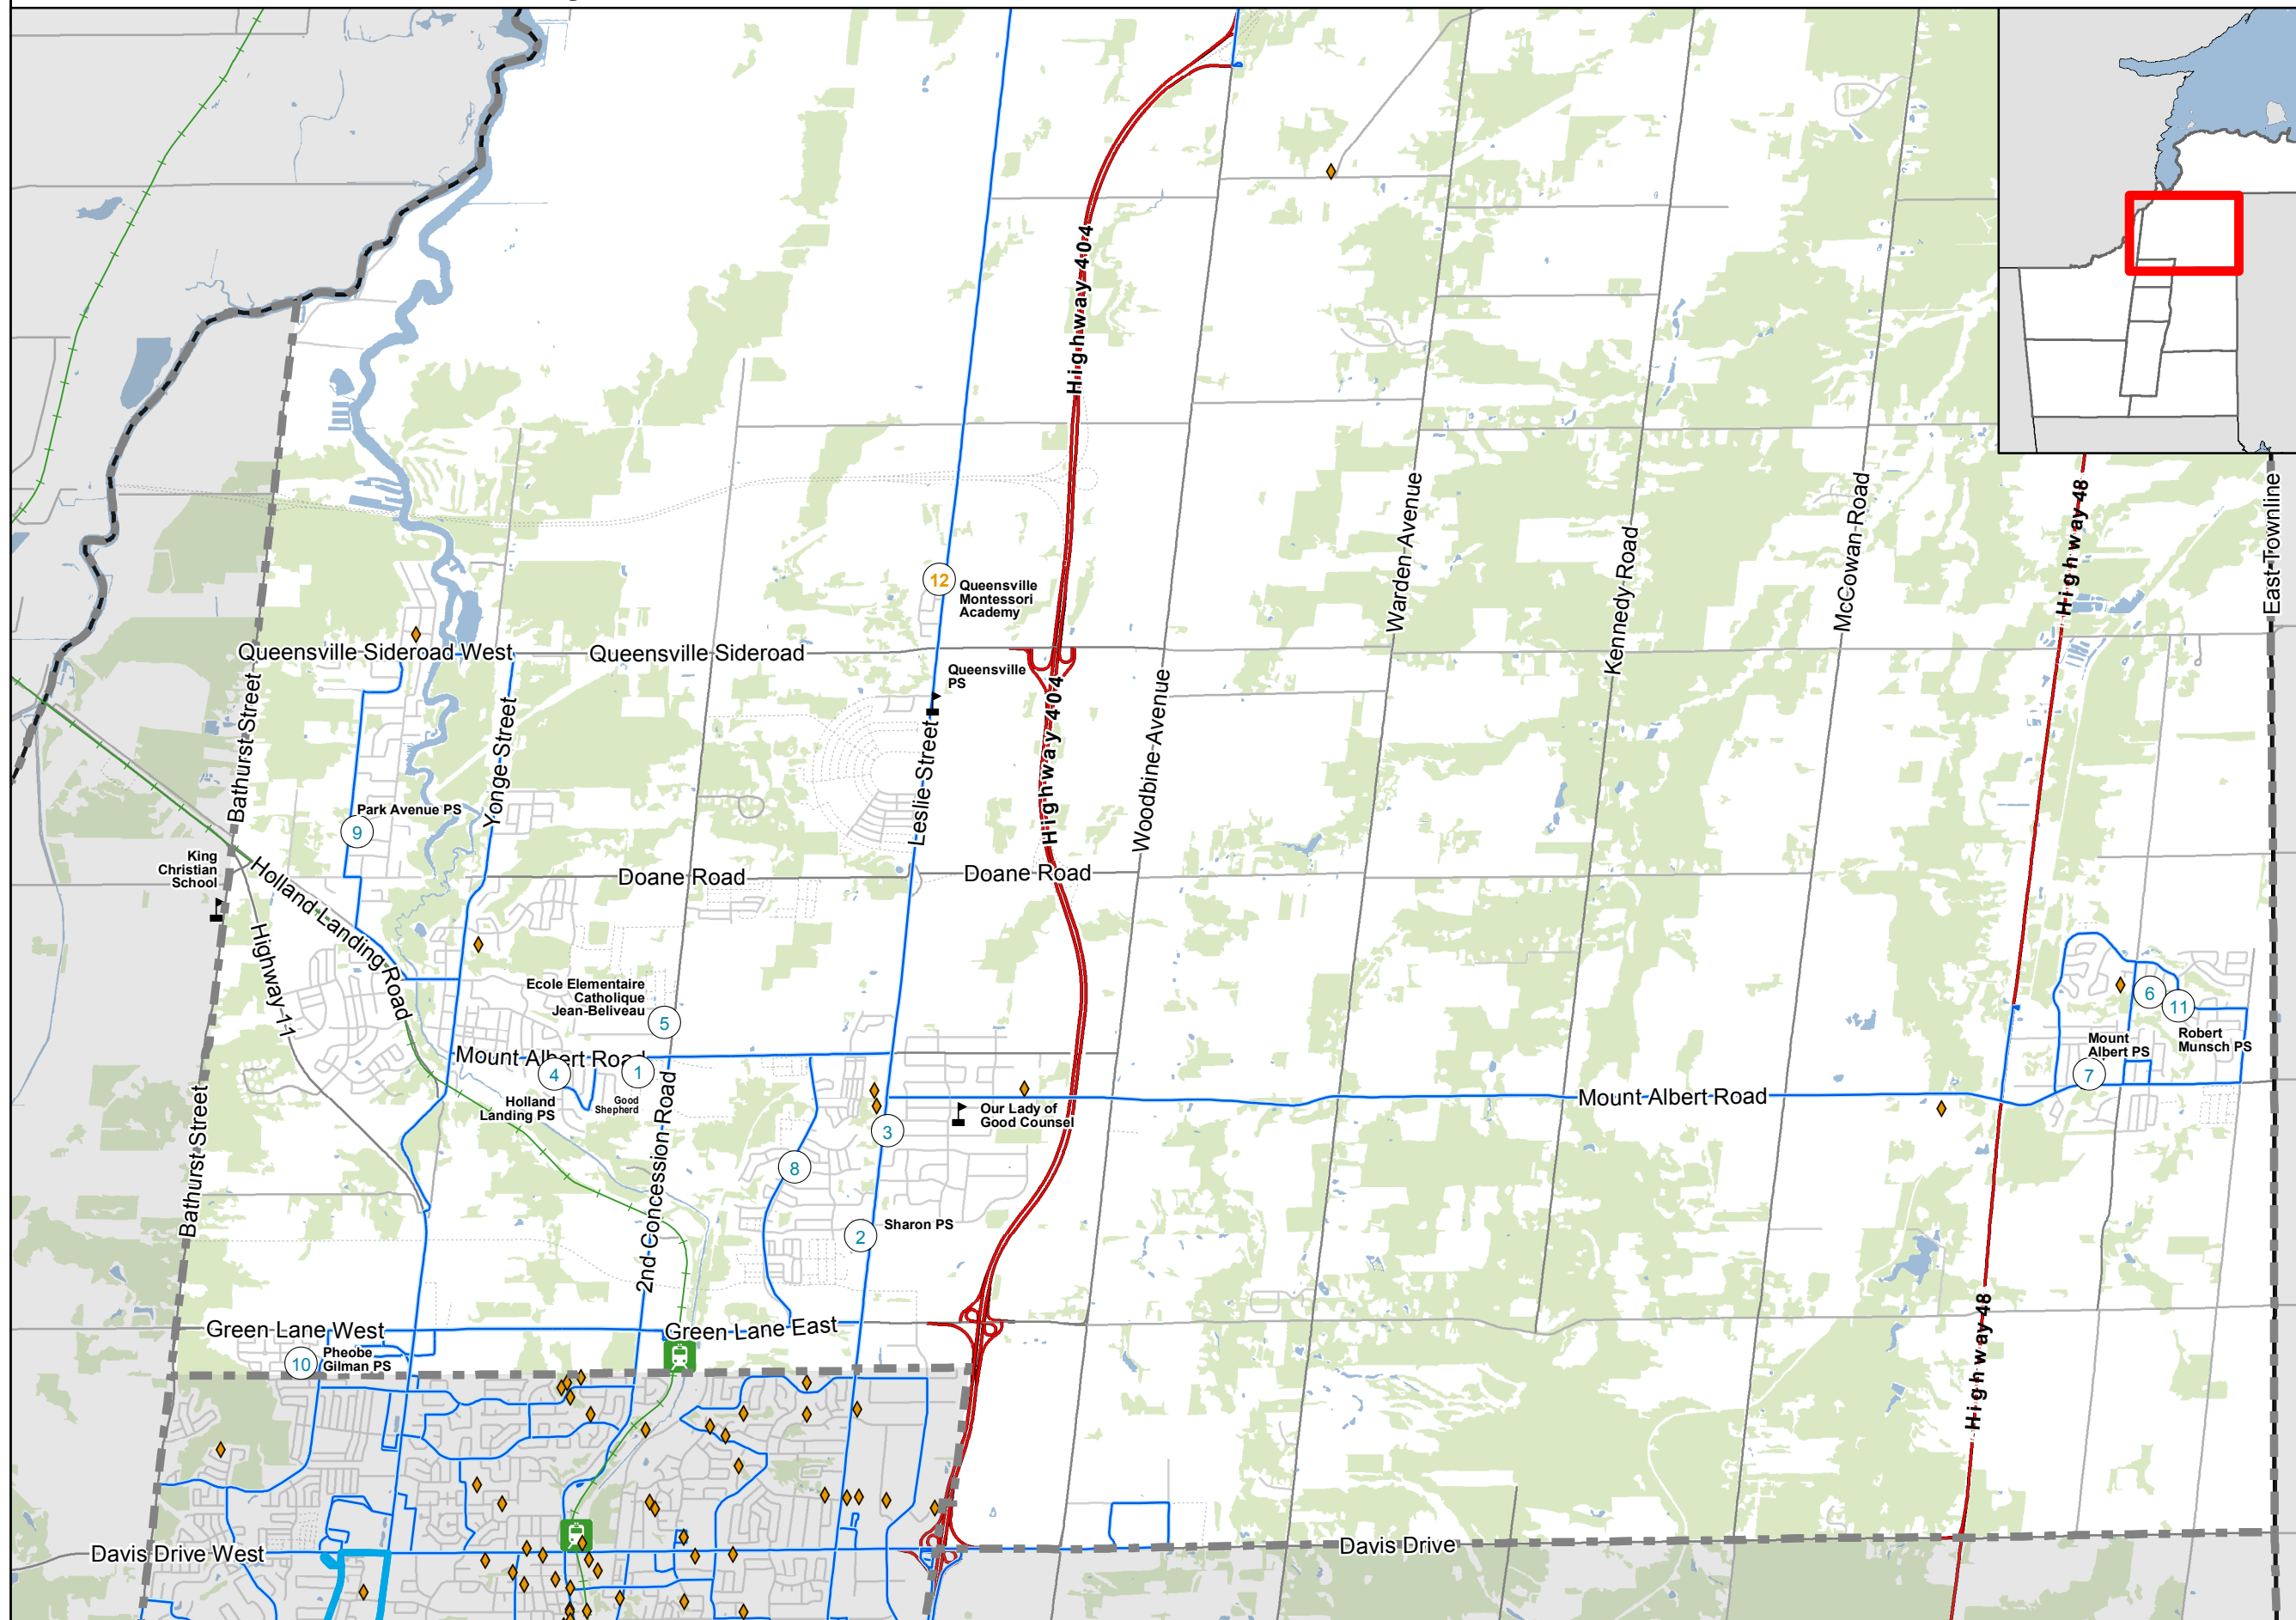 Highway 404
Warden Avenue
Kennedy Road
McCowan Road
Highway 48
East Townline
12
Queensville
Montessori
Academy
Queensville Sideroad West
Queensville Sideroad
Queensville
PS
Bathurst Street
Yonge Street
Leslie Street
Highway 404
Woodbine Avenue
Park Avenue PS
9
King
Christian
School
Holland Landing Road
Doane Road
Doane Road
Highway 11
Ecole Elementaire
Catholique
Jean-Beliveau
5
6
11
Robert
Munsch PS
Mount
Albert PS
7
Mount Albert Road
4
1
Holland
Landing PS
Good
Shepherd
2nd Concession Road
Our Lady of
Good Counsel
Mount Albert Road
3
8
Bathurst Street
2
Sharon PS
Green Lane West
Green Lane East
10
Pheobe
Gilman PS
Highway 48
Davis Drive West
Davis Drive